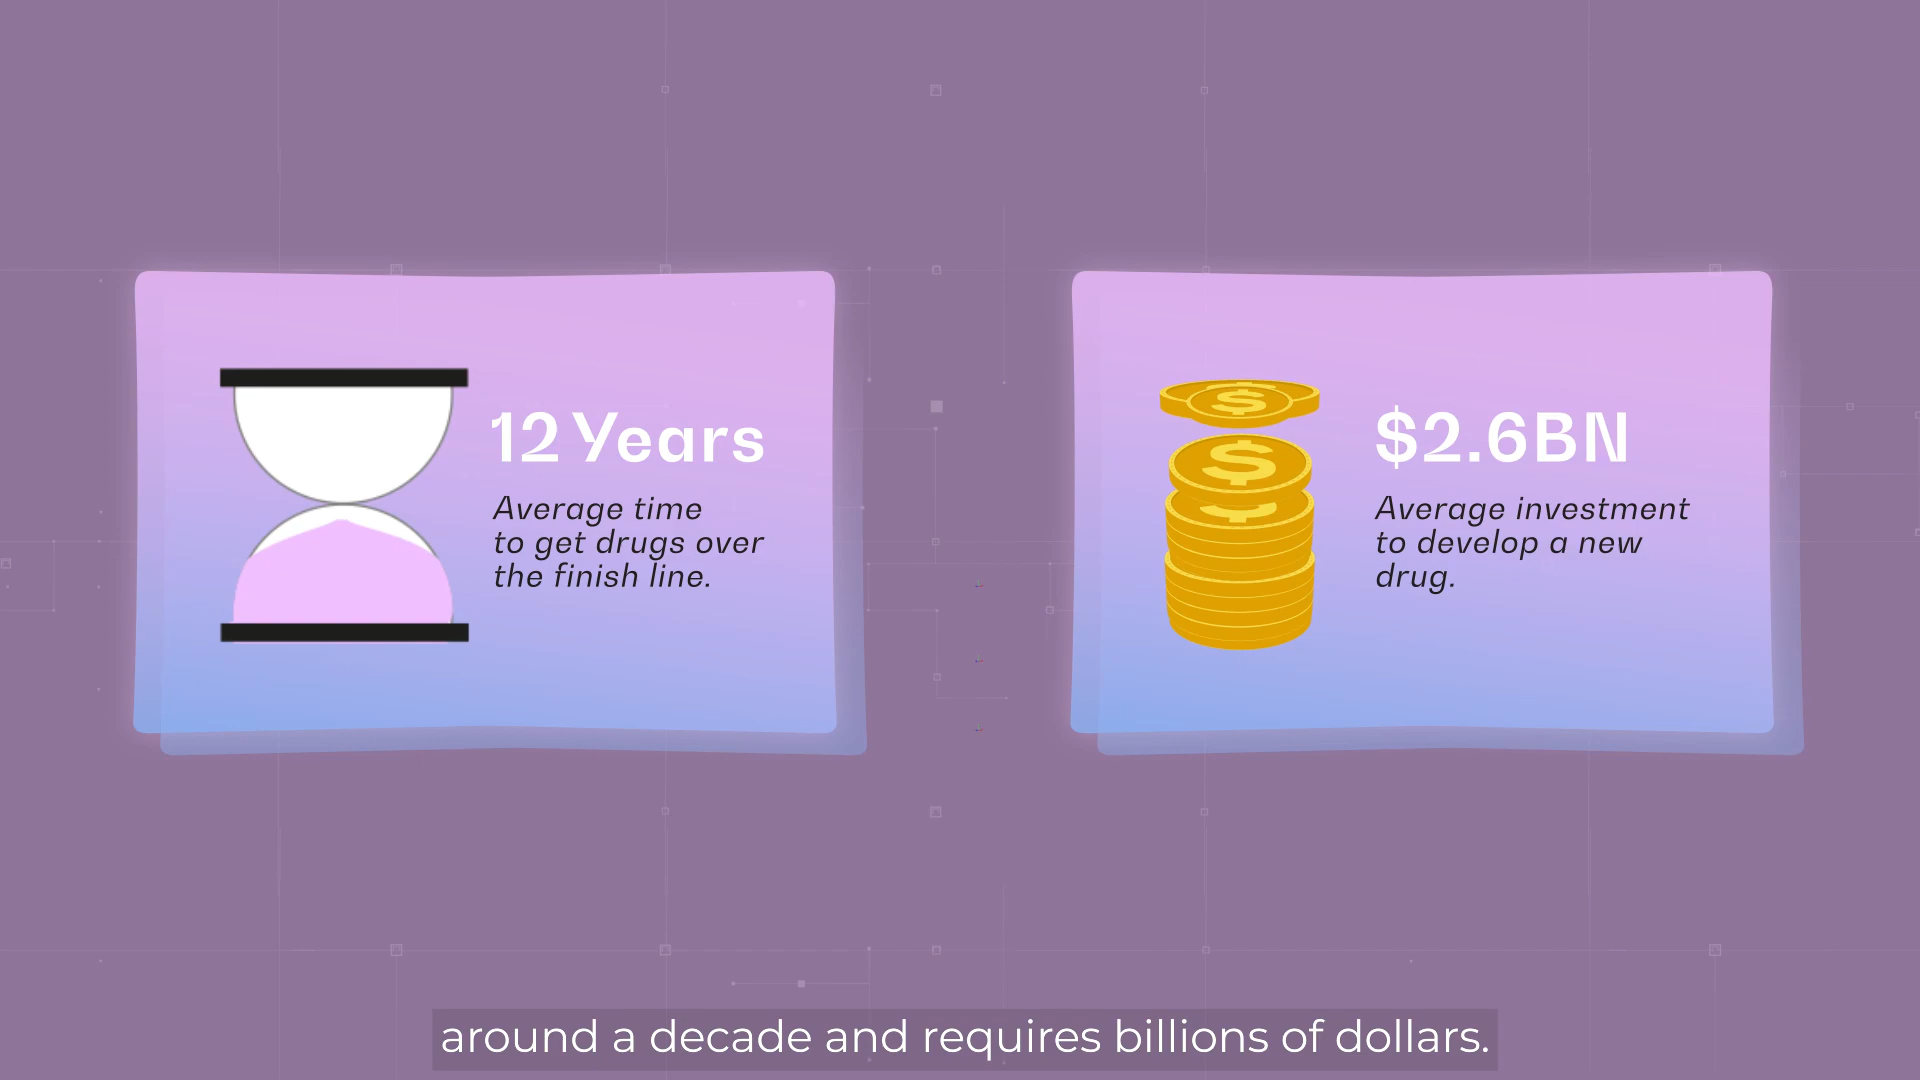 12 Years
Average time
to get drugs over
the finish line.
$2.6BN
Average investment
to develop a new
drug.
around a decade and requires billions of dollars.